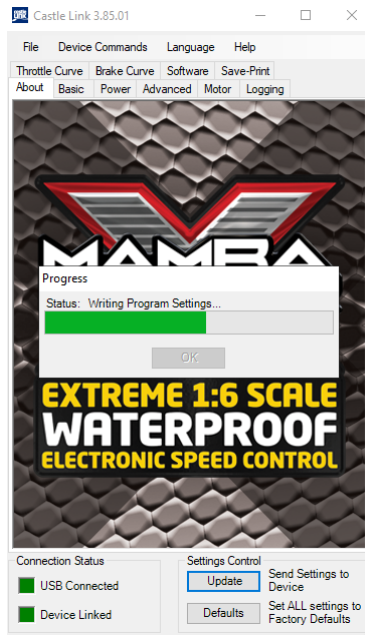 Castle Link 3.85.01
File Device Commands Language Help
Throttle Curve Brake Curve Software Save-Print
About Basic Power Advanced Motor Logging
MAMBA
Progress
Status: Writing Program Settings...
OK
EXTREME 1:6 SCALE
WATERPROOF
ELECTRONIC SPEED CONTROL
Connection Status
USB Connected
Device Linked
Settings Control
Update Send Settings to
Device
Defaults Set ALL settings to
Factory Defaults